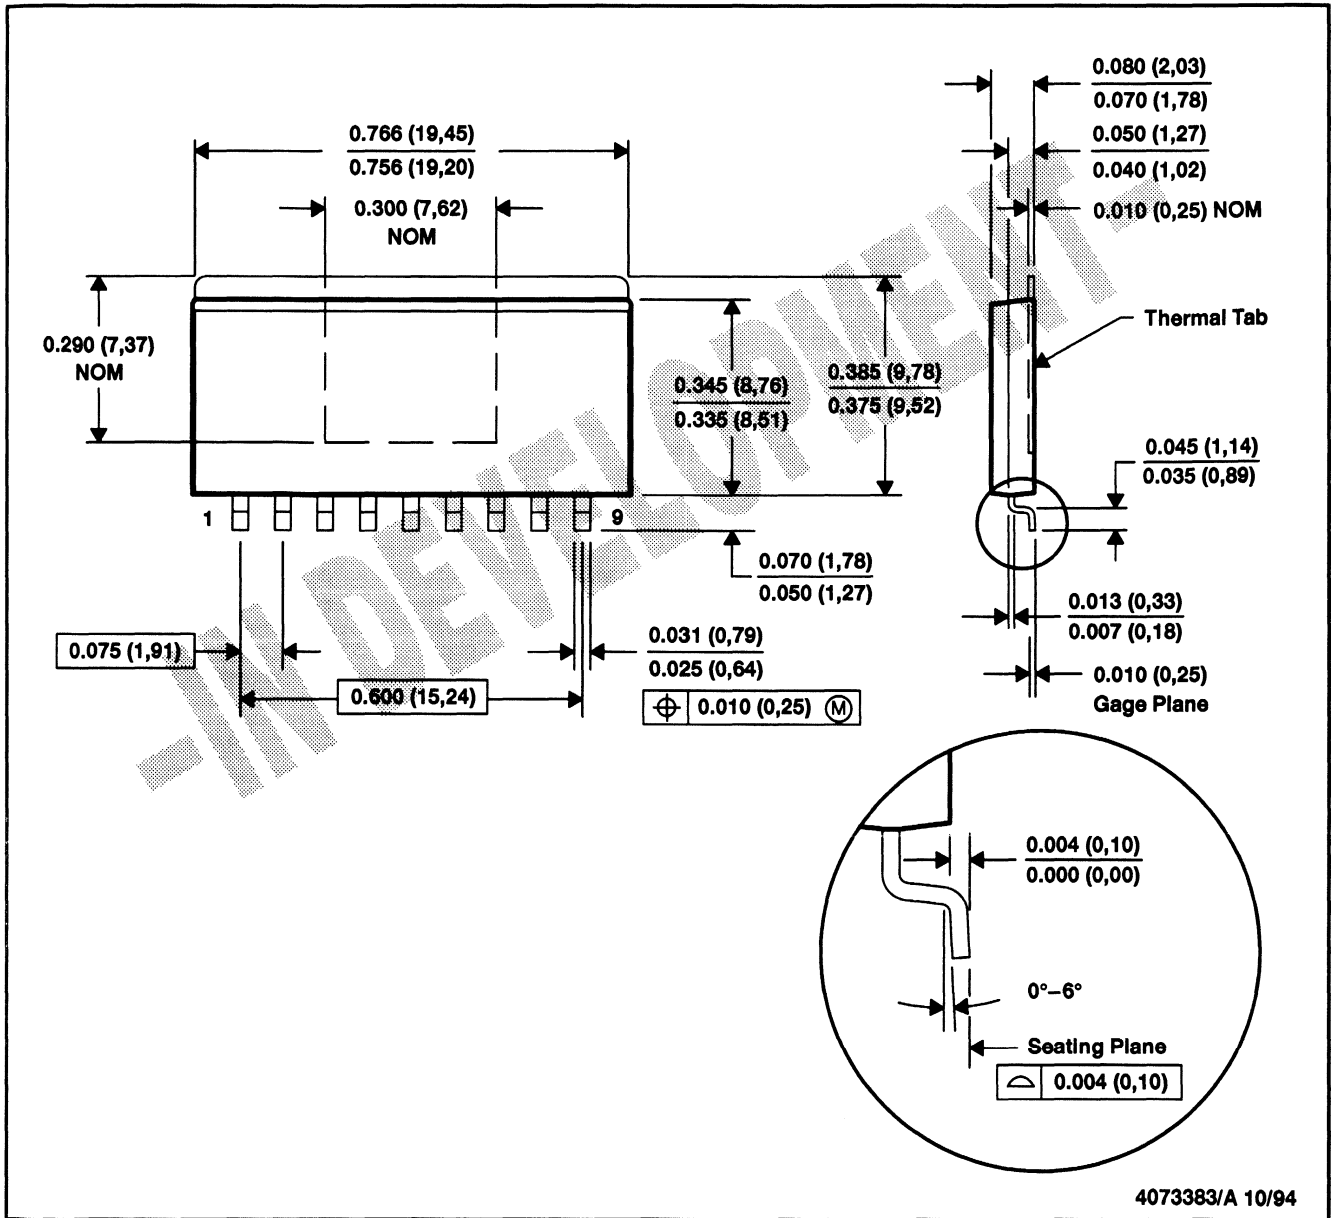 0.080 (2,03)
0.070 (1,78)
0.766 (19,45)
0.756 (19,20)
0.050 (1,27)
0.040 (1,02)
0.300 (7,62)
NOM
0.010 (0,25) NOM
Thermal Tab
0.290 (7,37)
NOM
0.345 (8,76)
0.335 (8,51)
0.385 (9,78)
0.375 (9,52)
0.045 (1,14)
0.035 (0,89)
1
9
0.070 (1,78)
0.050 (1,27)
0.013 (0,33)
0.007 (0,18)
0.075 (1,91)
0.031 (0,79)
0.025 (0,64)
0.010 (0,25)
Gage Plane
0.600 (15,24)
⌖ 0.010 (0,25) Ⓜ
–IN DEVELOPMENT–
0.004 (0,10)
0.000 (0,00)
0°–6°
Seating Plane
⌓ 0.004 (0,10)
4073383/A 10/94